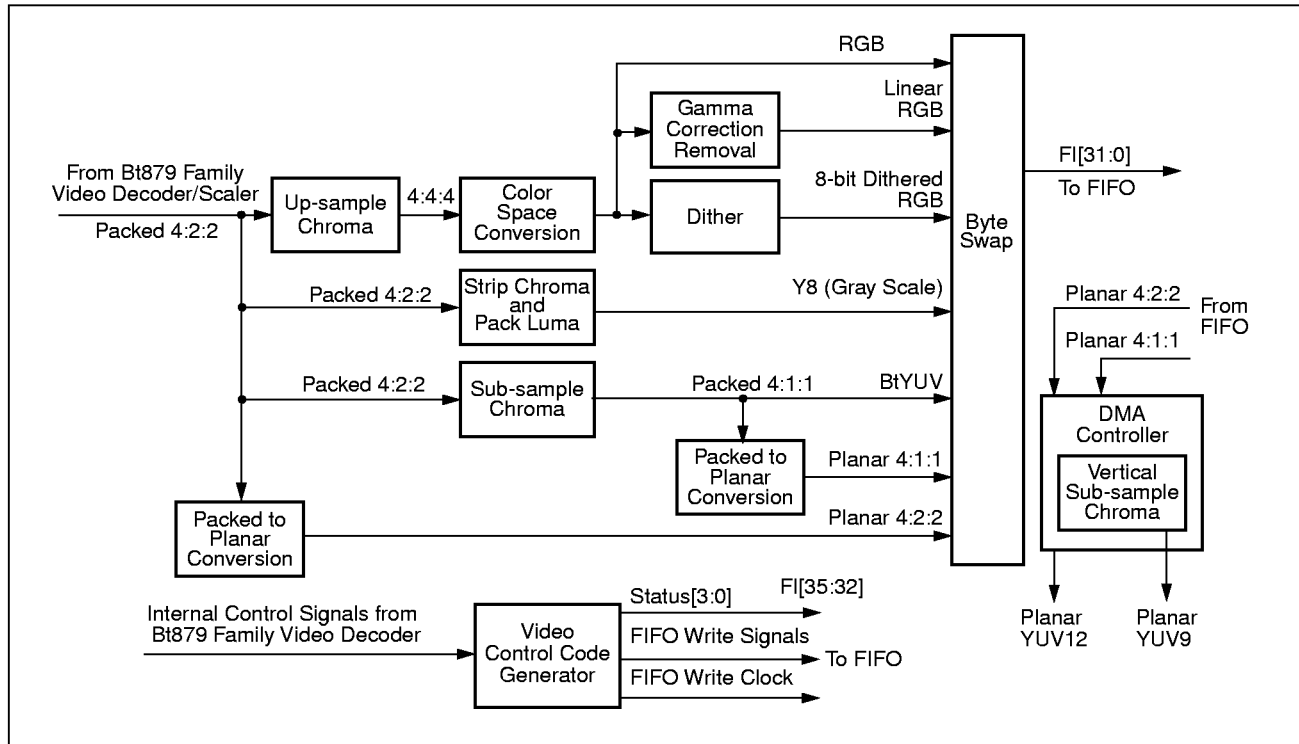 RGB
Linear
RGB
Gamma
Correction
Removal
From Bt879 Family
Video Decoder/Scaler
Packed 4:2:2
Up-sample
Chroma
4:4:4
Color
Space
Conversion
Dither
8-bit Dithered
RGB
Byte
Swap
FI[31:0]
To FIFO
Packed 4:2:2
Strip Chroma
and
Pack Luma
Y8 (Gray Scale)
Planar 4:2:2
From
FIFO
Planar 4:1:1
Packed 4:2:2
Sub-sample
Chroma
Packed 4:1:1
BtYUV
DMA
Controller
Vertical
Sub-sample
Chroma
Packed to
Planar
Conversion
Planar 4:1:1
Packed to
Planar
Conversion
Planar 4:2:2
Planar
YUV12
Planar
YUV9
Internal Control Signals from
Bt879 Family Video Decoder
Video
Control Code
Generator
Status[3:0]
FI[35:32]
FIFO Write Signals
To FIFO
FIFO Write Clock